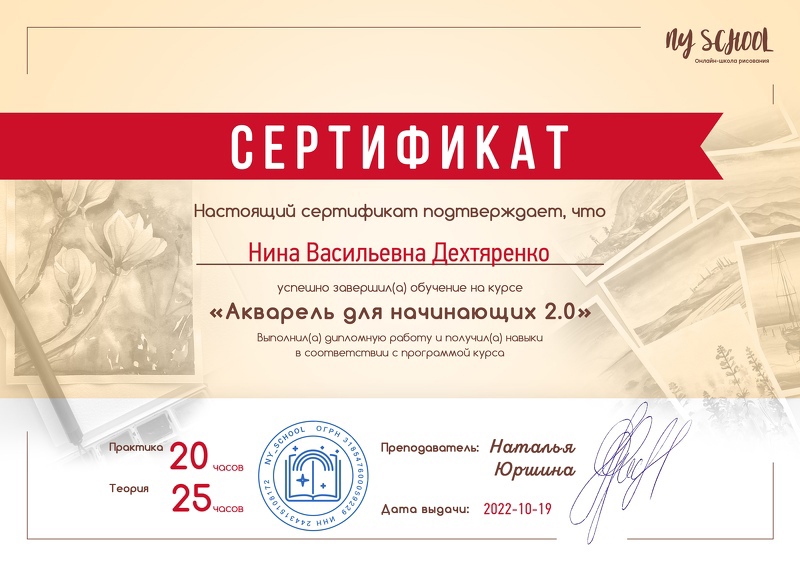 NY SCHOOL
Онлайн-школа рисования
СЕРТИФИКАТ
Настоящий сертификат подтверждает, что
Нина Васильевна Дехтяренко
успешно завершил(а) обучение на курсе
«Акварель для начинающих 2.0»
Выполнил(а) дипломную работу и получил(а) навыки
в соответствии с программой курса
Практика 20 часов
Теория 25 часов
NY_SCHOOL ОГРН 318547600059229 ИНН 244315108172
Преподаватель: Наталья
Юршина
Дата выдачи: 2022-10-19